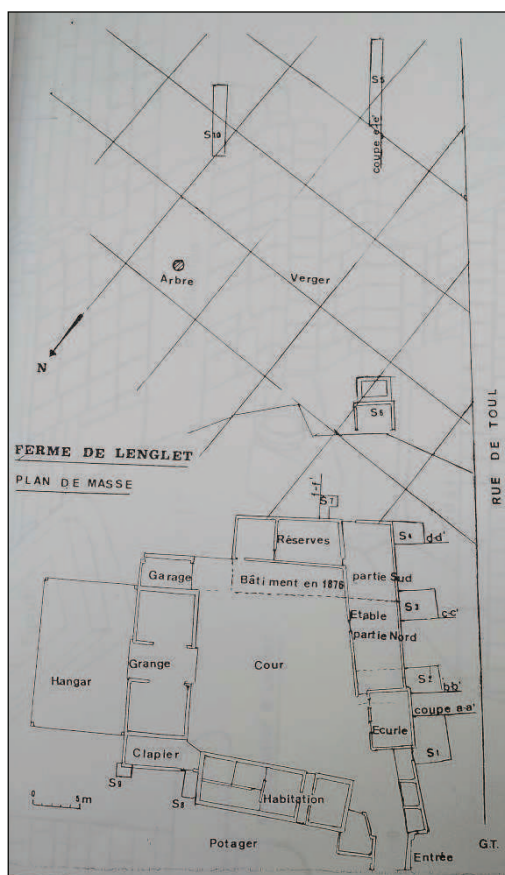 S5
coupe e-e'
S10
Arbre
Verger
N
S8
RUE DE TOUL
FERME DE LENGLET
PLAN DE MASSE
f-f'
S7
Réserves
S4
d-d'
Garage
Bâtiment en 1876
partie Sud
Etable
S3
c-c'
partie Nord
Grange
Cour
Hangar
S2
b-b'
coupe a-a'
Ecurie
S1
Clapier
S9
S8
Habitation
0 5m
Potager
G.T.
Entrée